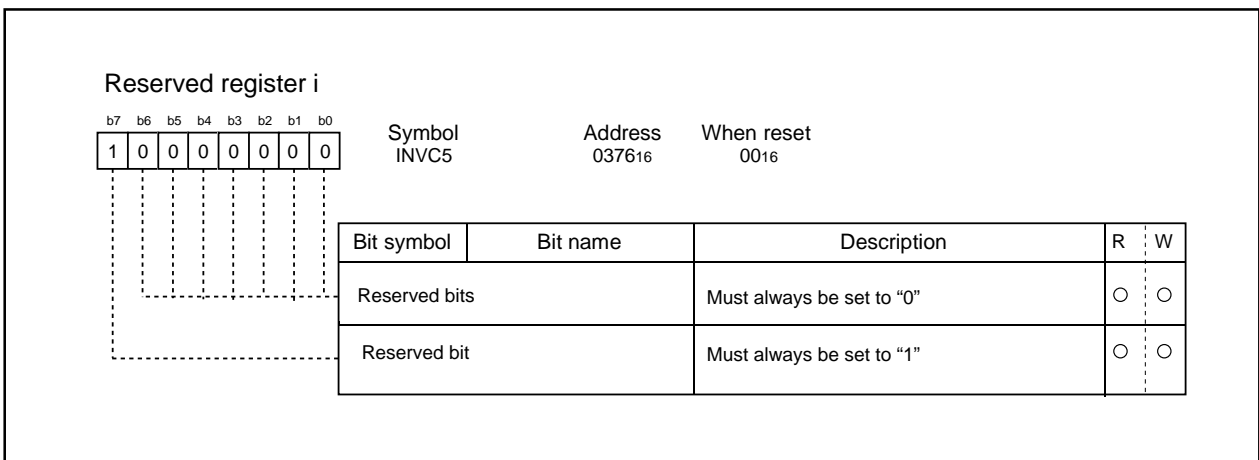 Reserved register i
b7 b6 b5 b4 b3 b2 b1 b0
1 0 0 0 0 0 0 0
Symbol Address When reset
INVC5 037616 0016
Bit symbol Bit name Description R W
Reserved bits Must always be set to “0” ○ ○
Reserved bit Must always be set to “1” ○ ○